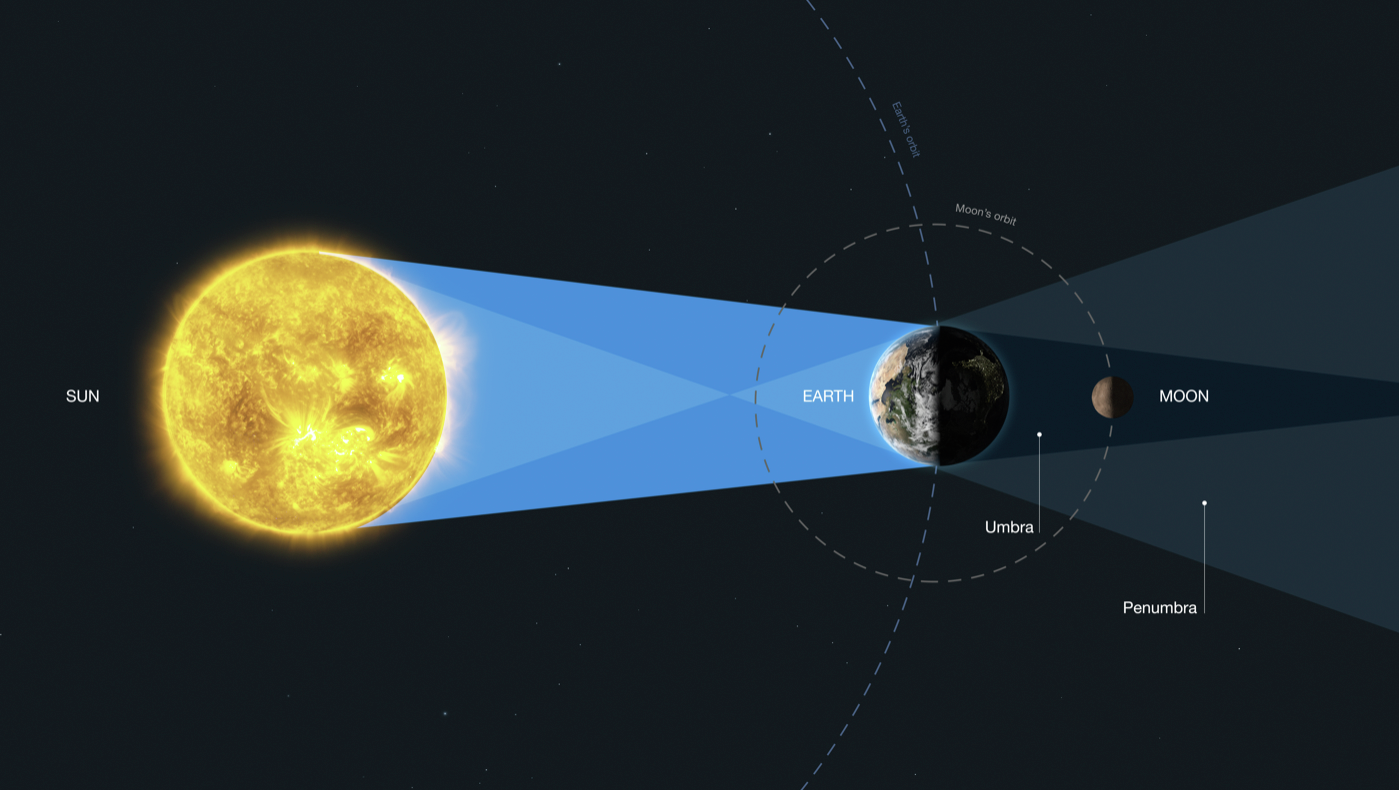 Earth's orbit
Moon's orbit
SUN
EARTH
MOON
Umbra
Penumbra